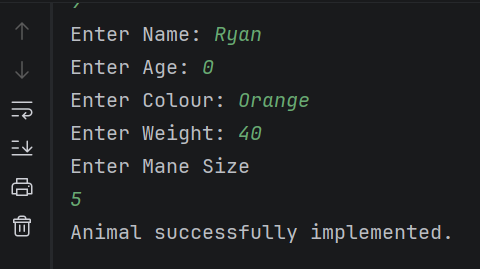 Enter Name: Ryan
Enter Age: 0
Enter Colour: Orange
Enter Weight: 40
Enter Mane Size
5
Animal successfully implemented.